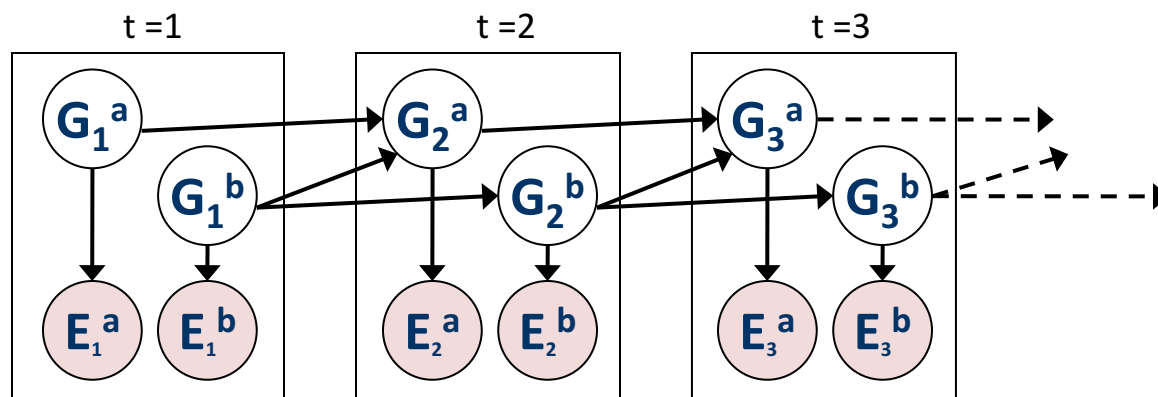 t =1 t =2 t =3
G₁ᵃ G₂ᵃ G₃ᵃ
G₁ᵇ G₂ᵇ G₃ᵇ
E₁ᵃ E₁ᵇ E₂ᵃ E₂ᵇ E₃ᵃ E₃ᵇ